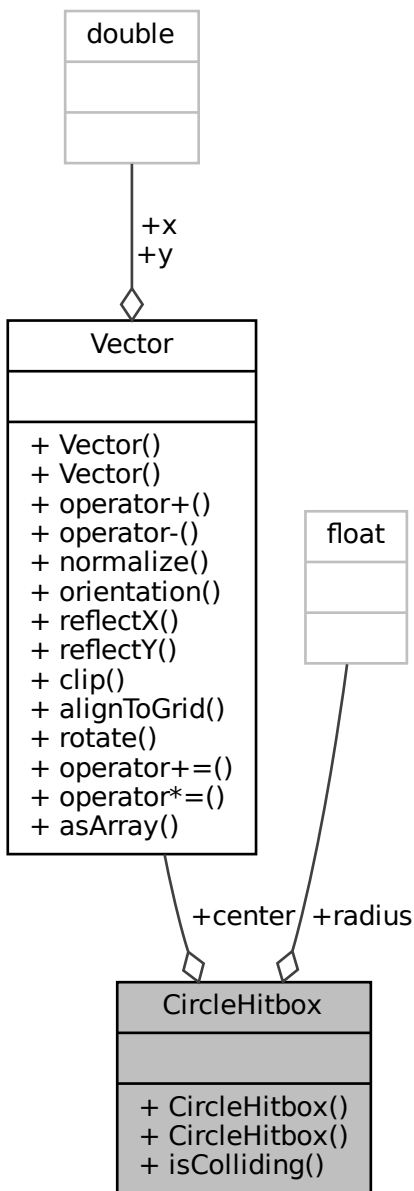 double
+x
+y
Vector
+ Vector()
+ Vector()
+ operator+()
+ operator-()
+ normalize()
+ orientation()
+ reflectX()
+ reflectY()
+ clip()
+ alignToGrid()
+ rotate()
+ operator+=()
+ operator*=()
+ asArray()
float
+center
+radius
CircleHitbox
+ CircleHitbox()
+ CircleHitbox()
+ isColliding()